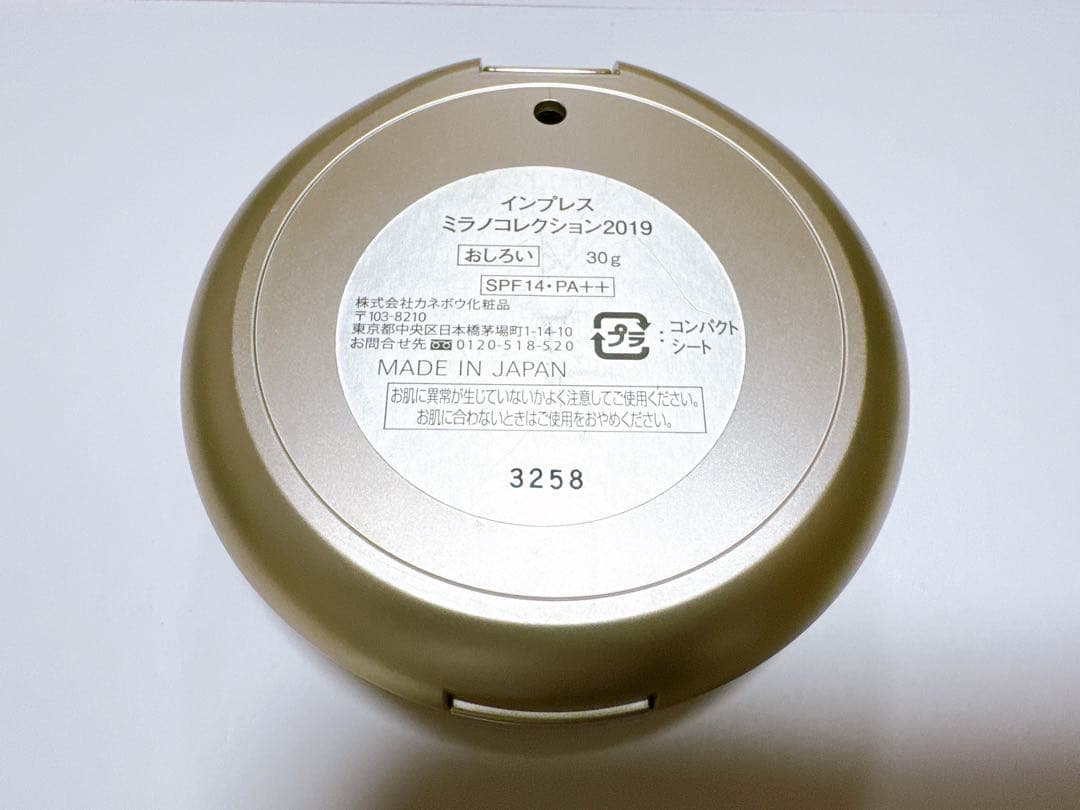 インプレス
ミラノコレクション2019
おしろい 30g
SPF14・PA++
株式会社カネボウ化粧品
〒103-8210
東京都中央区日本橋茅場町1-14-10
お問合せ先 0120-518-520
プラ : コンパクト
シート
MADE IN JAPAN
お肌に異常が生じていないかよく注意してご使用ください。
お肌に合わないときはご使用をおやめください。
3258